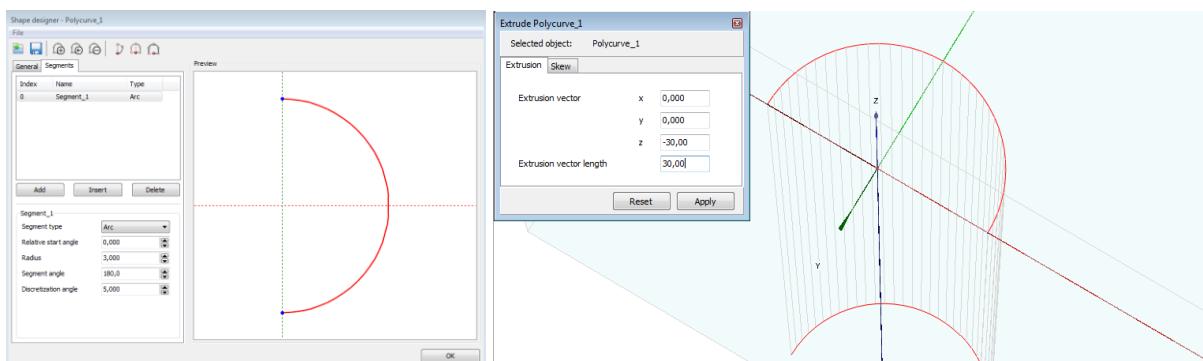 Shape designer - Polycurve_1
File
General Segments
Preview
Index Name Type
0 Segment_1 Arc
Add Insert Delete
Segment_1
Segment type Arc
Relative start angle 0,000
Radius 3,000
Segment angle 180,0
Discretization angle 5,000
OK
Extrude Polycurve_1
Selected object: Polycurve_1
Extrusion Skew
Extrusion vector x 0,000
y 0,000
z -30,00
Extrusion vector length 30,00
Reset Apply
Z
Y